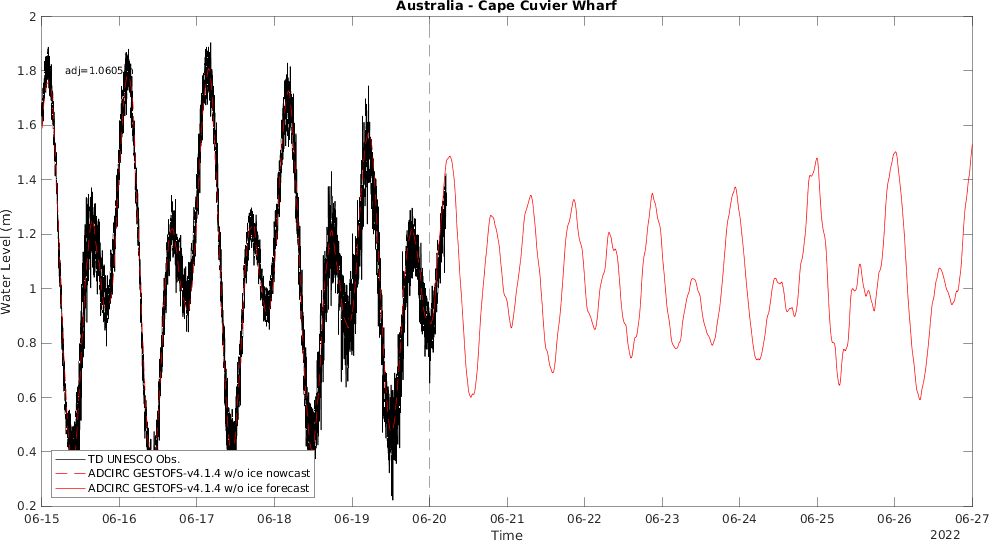 Australia - Cape Cuvier Wharf
2
1.8
1.6
1.4
1.2
1
0.8
0.6
0.4
0.2
Water Level (m)
adj=1.0605
TD UNESCO Obs.
ADCIRC GESTOFS-v4.1.4 w/o ice nowcast
ADCIRC GESTOFS-v4.1.4 w/o ice forecast
06-15 06-16 06-17 06-18 06-19 06-20 06-21 06-22 06-23 06-24 06-25 06-26 06-27
Time
2022